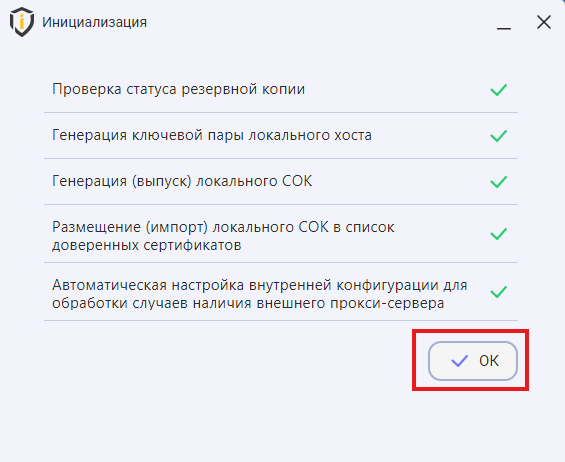 Инициализация
Проверка статуса резервной копии
Генерация ключевой пары локального хоста
Генерация (выпуск) локального СОК
Размещение (импорт) локального СОК в список
доверенных сертификатов
Автоматическая настройка внутренней конфигурации для
обработки случаев наличия внешнего прокси-сервера
ОК